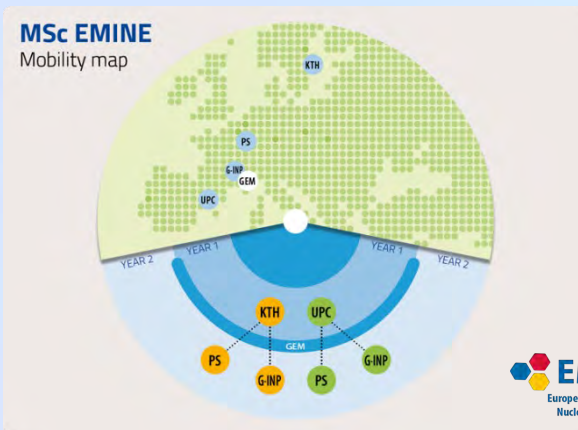 MSc EMINE
Mobility map
KTH
PS
G-INP
GEM
UPC
YEAR 2
YEAR 1
YEAR 1
YEAR 2
KTH
UPC
GEM
PS
G-INP
PS
G-INP
Europe
Nucl